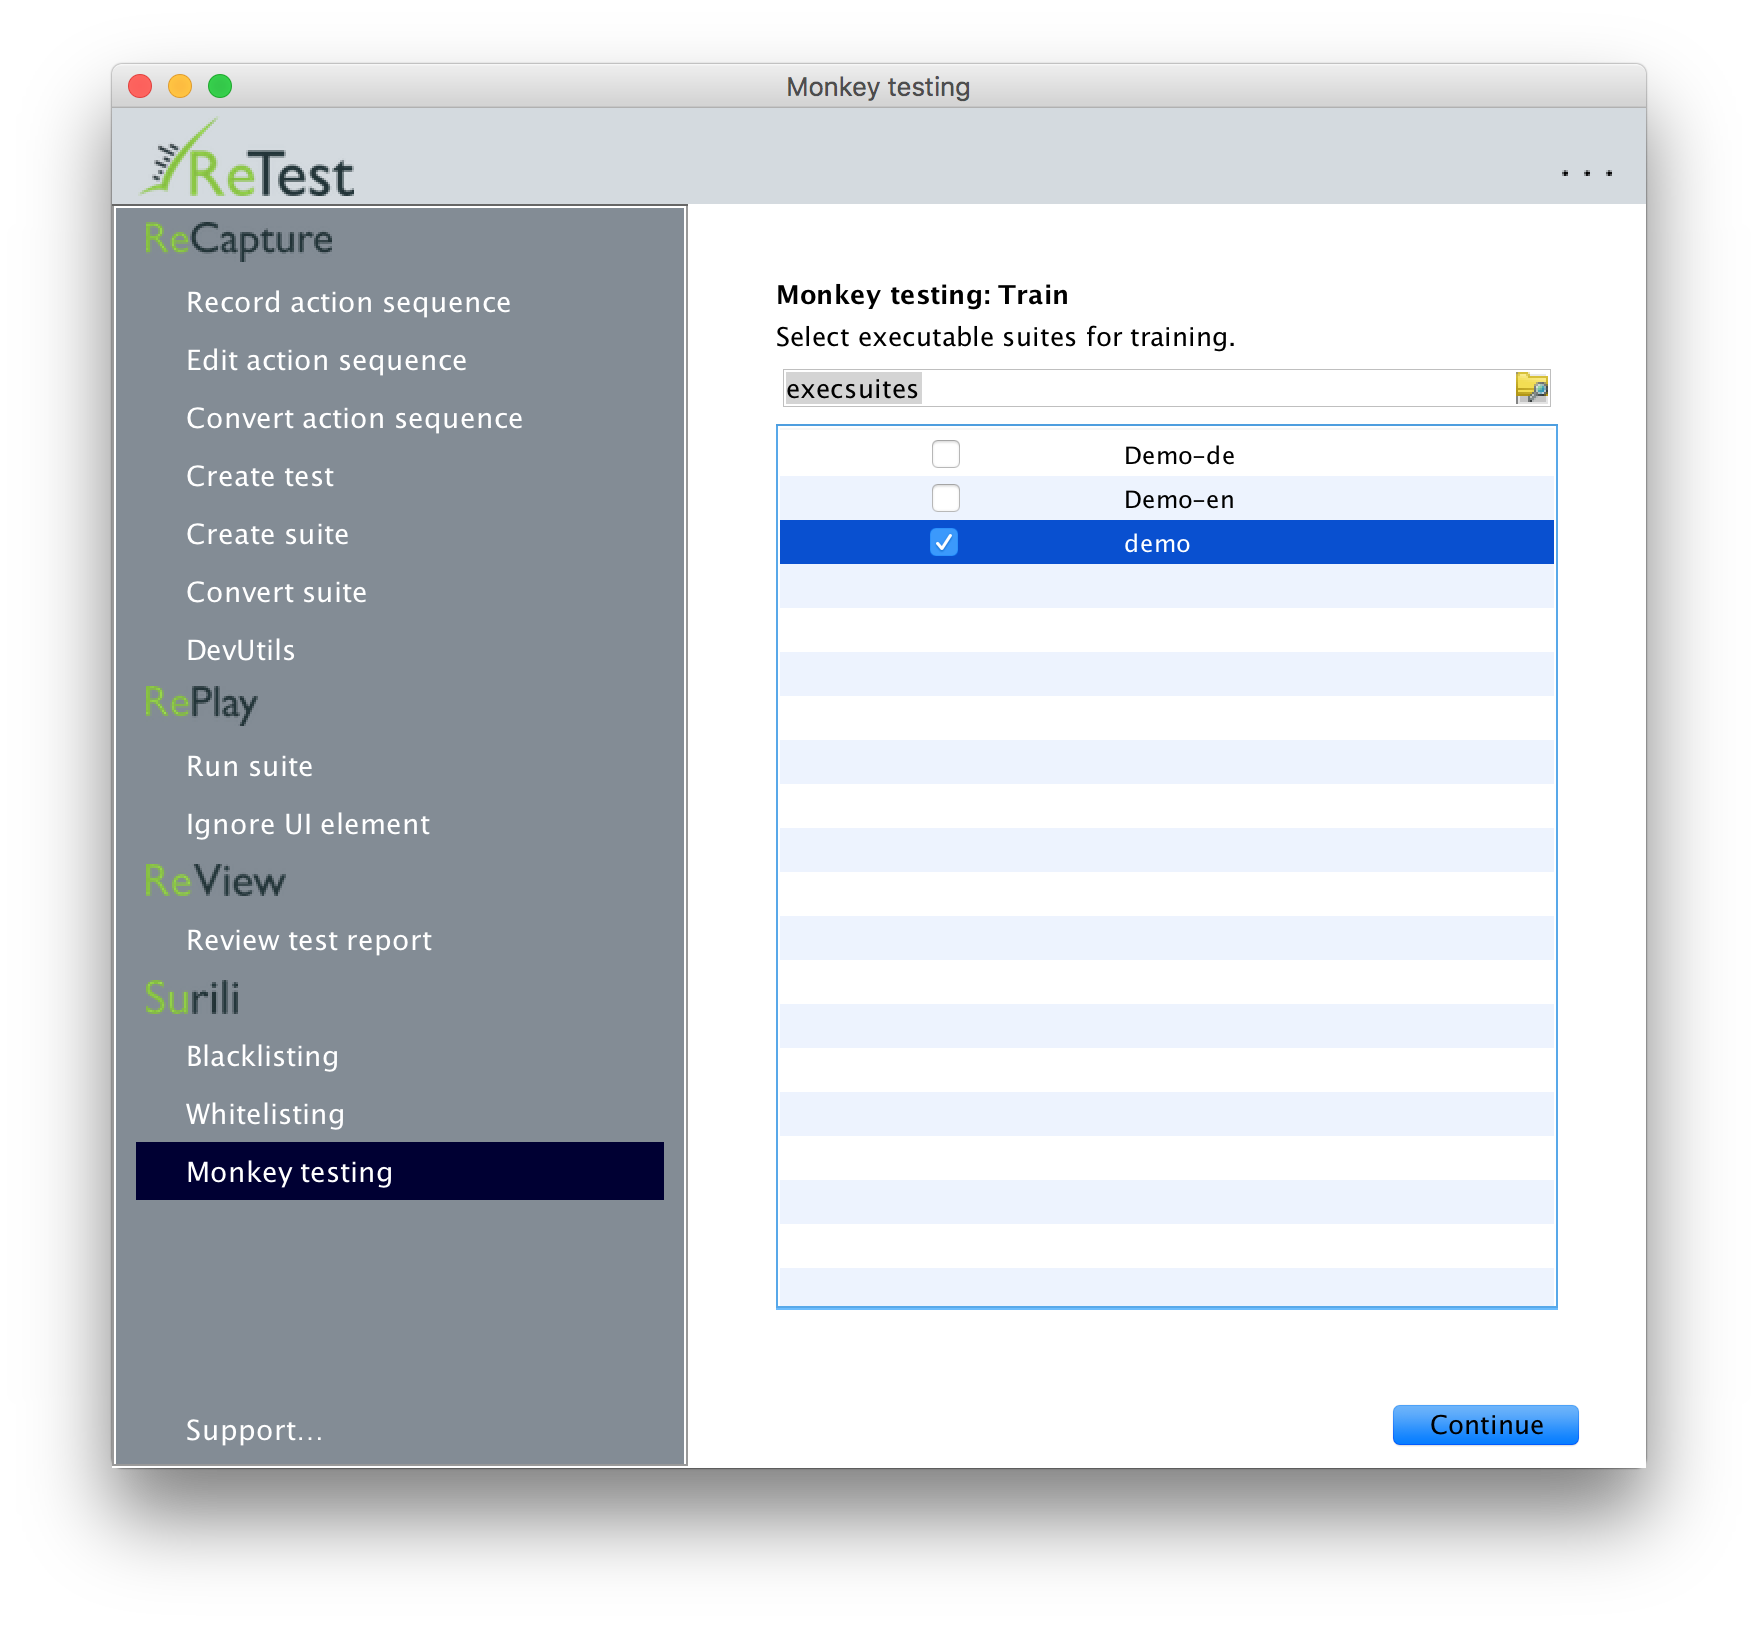 Monkey testing
ReTest
...
ReCapture
Record action sequence
Edit action sequence
Convert action sequence
Create test
Create suite
Convert suite
DevUtils
RePlay
Run suite
Ignore UI element
ReView
Review test report
Surili
Blacklisting
Whitelisting
Monkey testing
Support...
Monkey testing: Train
Select executable suites for training.
execsuites
Demo-de
Demo-en
demo
Continue